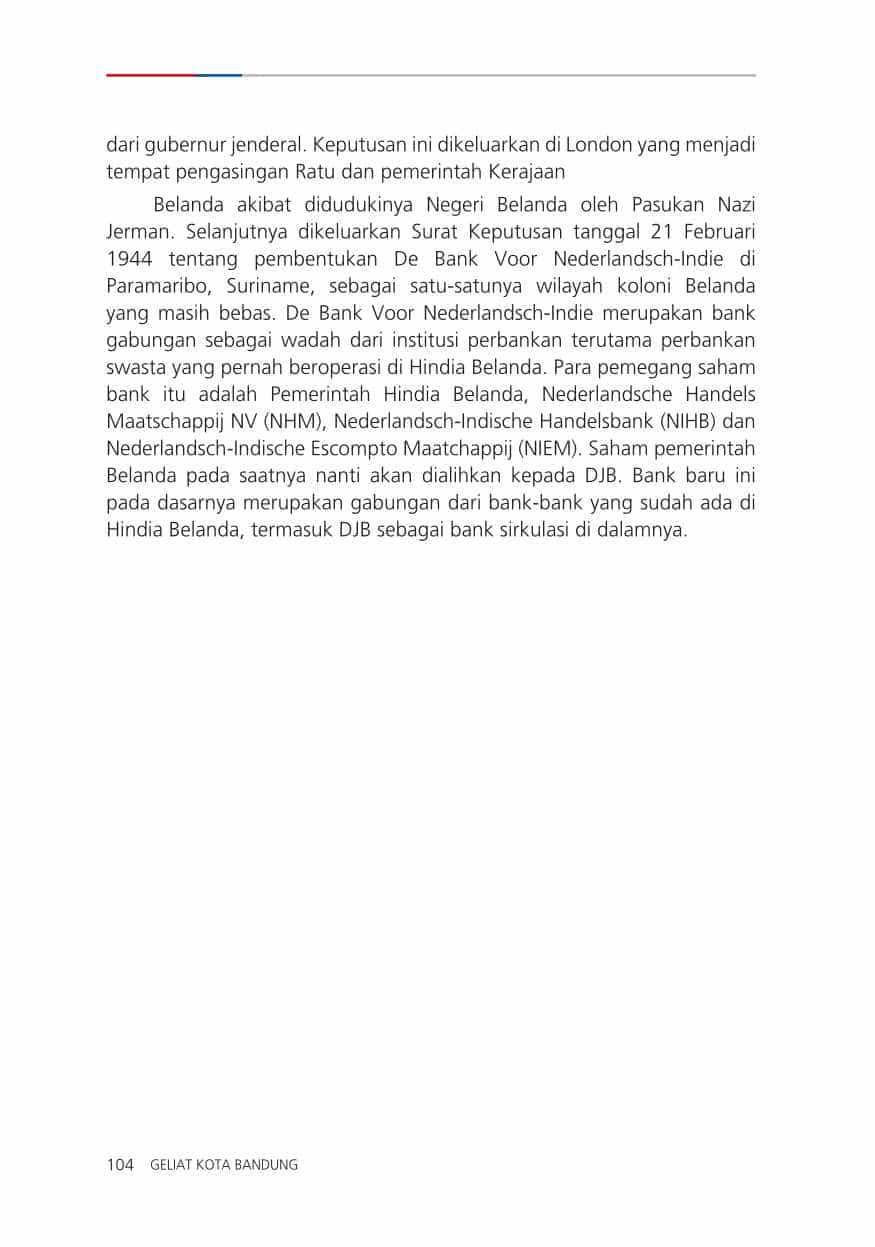 dari gubernur jenderal. Keputusan ini dikeluarkan di London yang menjadi
tempat pengasingan Ratu dan pemerintah Kerajaan
Belanda akibat didudukinya Negeri Belanda oleh Pasukan Nazi
Jerman. Selanjutnya dikeluarkan Surat Keputusan tanggal 21 Februari
1944 tentang pembentukan De Bank Voor Nederlandsch-Indie di
Paramaribo, Suriname, sebagai satu-satunya wilayah koloni Belanda
yang masih bebas. De Bank Voor Nederlandsch-Indie merupakan bank
gabungan sebagai wadah dari institusi perbankan terutama perbankan
swasta yang pernah beroperasi di Hindia Belanda. Para pemegang saham
bank itu adalah Pemerintah Hindia Belanda, Nederlandsche Handels
Maatschappij NV (NHM), Nederlandsch-Indische Handelsbank (NIHB) dan
Nederlandsch-Indische Escompto Maatchappij (NIEM). Saham pemerintah
Belanda pada saatnya nanti akan dialihkan kepada DJB. Bank baru ini
pada dasarnya merupakan gabungan dari bank-bank yang sudah ada di
Hindia Belanda, termasuk DJB sebagai bank sirkulasi di dalamnya.
104 GELIAT KOTA BANDUNG